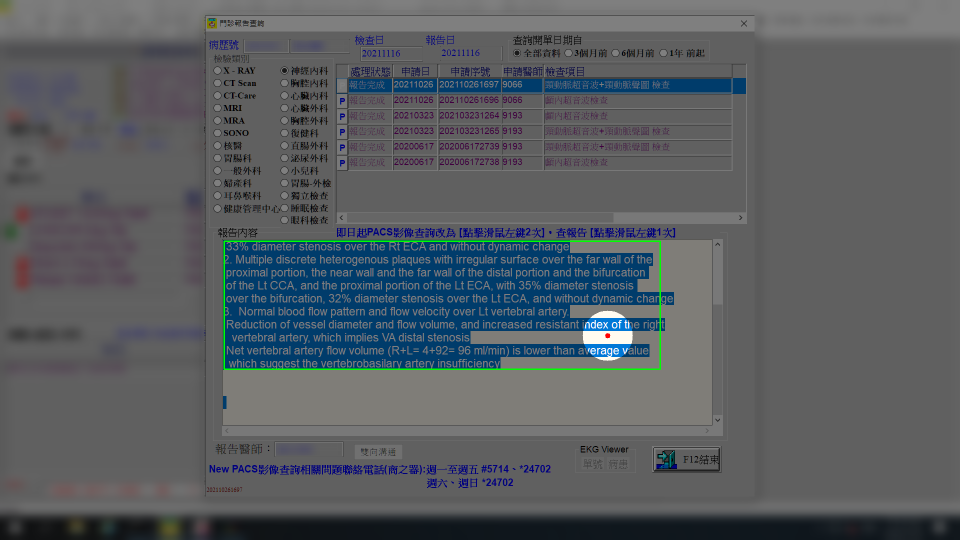 門診報告查詢
病歷號
檢查日
報告日
20211116
20211116
查詢開單日期自
全部資料 3個月前 6個月前 1年 前起
檢驗類別
X - RAY
神經內科
CT Scan
胸腔內科
CT-Care
心臟內科
MRI
心臟外科
MRA
胸腔外科
SONO
復健科
核醫
直腸外科
胃腸科
泌尿外科
一般外科
小兒科
婦產科
胃腸-外檢
耳鼻喉科
獨立檢查
健康管理中心
睡眠檢查
眼科檢查
處理狀態 申請日 申請序號 申請醫師 檢查項目
報告完成 20211026 202110261697 9066 頸動脈超音波+頸動脈聲圖 檢查
P 報告完成 20211026 202110261696 9066 顱內超音波檢查
P 報告完成 20210323 202103231264 9193 顱內超音波檢查
P 報告完成 20210323 202103231265 9193 頸動脈超音波+頸動脈聲圖 檢查
P 報告完成 20200617 202006172739 9193 頸動脈超音波+頸動脈聲圖 檢查
P 報告完成 20200617 202006172738 9193 顱內超音波檢查
報告內容
即日起PACS影像查詢改為 [點擊滑鼠左鍵2次]，查報告 [點擊滑鼠左鍵1次]
33% diameter stenosis over the Rt ECA and without dynamic change
2. Multiple discrete heterogenous plaques with irregular surface over the far wall of the
proximal portion, the near wall and the far wall of the distal portion and the bifurcation
of the Lt CCA, and the proximal portion of the Lt ECA, with 35% diameter stenosis
over the bifurcation, 32% diameter stenosis over the Lt ECA, and without dynamic change
3. Normal blood flow pattern and flow velocity over Lt vertebral artery.
Reduction of vessel diameter and flow volume, and increased resistant index of the right
vertebral artery, which implies VA distal stenosis
Net vertebral artery flow volume (R+L= 4+92= 96 ml/min) is lower than average value
which suggest the vertebrobasilary artery insufficiency
報告醫師：
雙向溝通
EKG Viewer
單號 病患
F12結束
New PACS影像查詢相關問題聯絡電話(商之器):週一至週五 #5714、*24702
週六、週日 *24702
202110261697